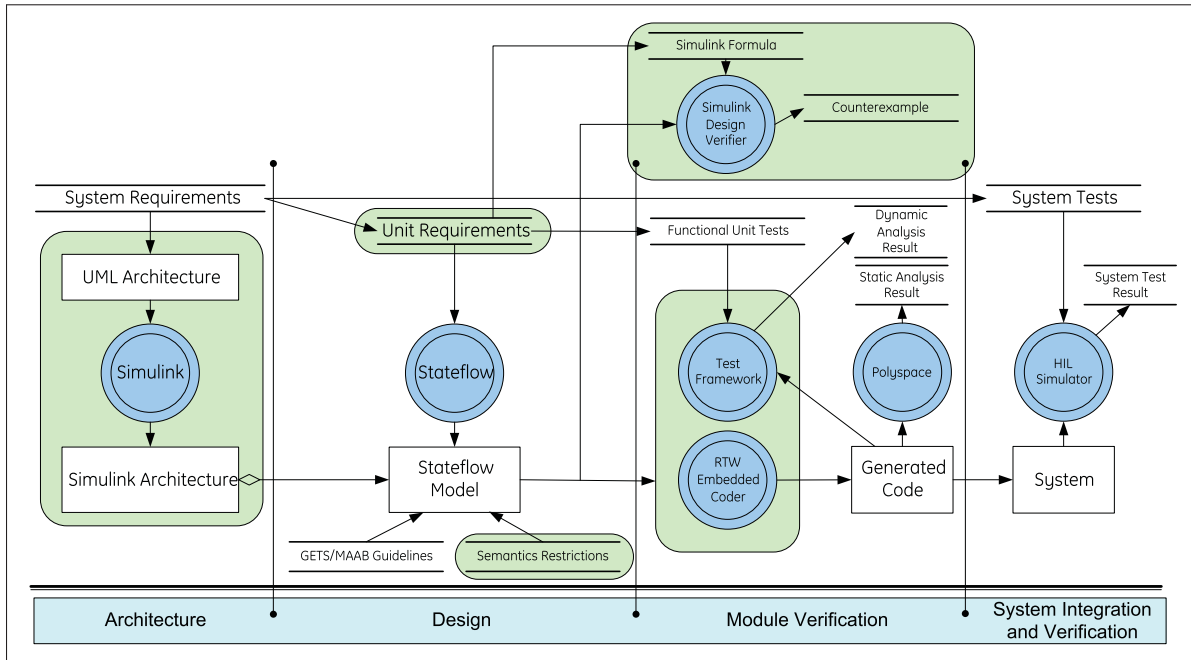 Simulink Formula
Simulink
Design
Verifier
Counterexample
System Requirements
System Tests
Unit Requirements
Functional Unit Tests
Dynamic
Analysis
Result
UML Architecture
Static Analysis
Result
System Test
Result
Simulink
Stateflow
Test
Framework
Polyspace
HIL
Simulator
Simulink Architecture
Stateflow
Model
RTW
Embedded
Coder
Generated
Code
System
GETS/MAAB Guidelines
Semantics Restrictions
Architecture
Design
Module Verification
System Integration
and Verification